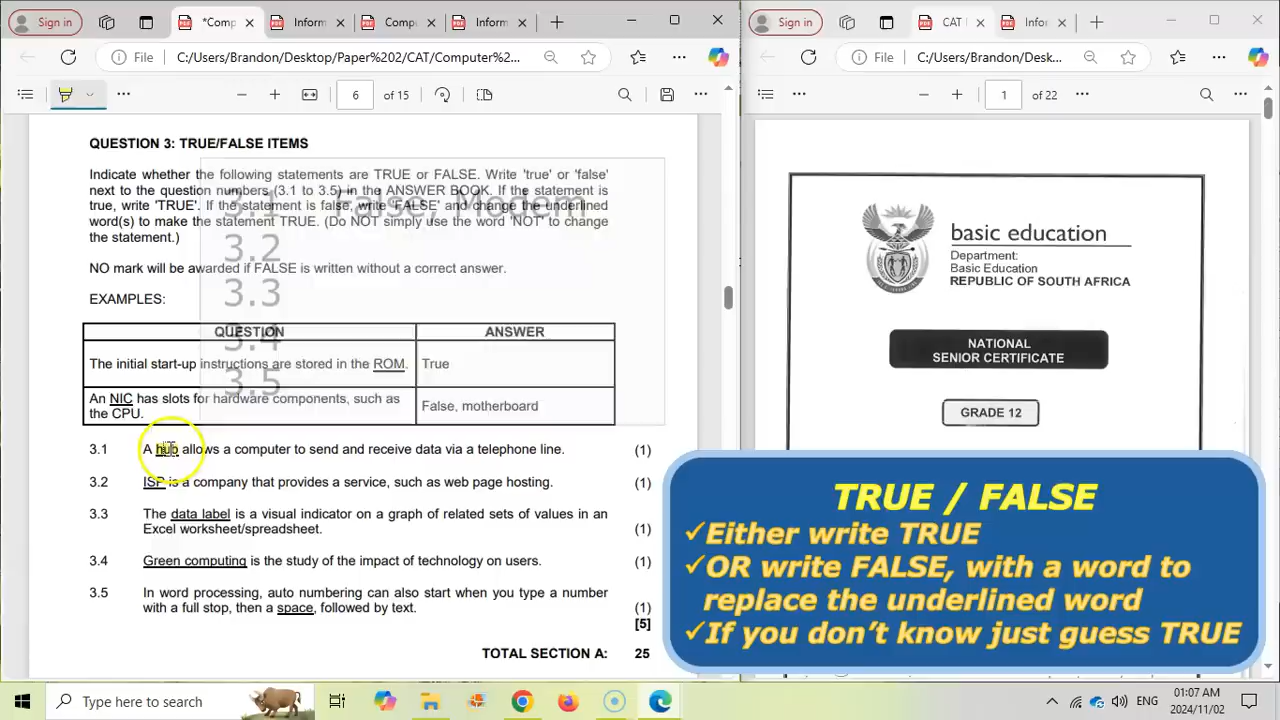 Sign in
*Comp
Inform
Compu
Inform
Sign in
CAT
Infor
File
C:/Users/Brandon/Desktop/Paper%202/CAT/Computer%2...
File
C:/Users/Brandon/Desk...
6 of 15
1 of 22
QUESTION 3: TRUE/FALSE ITEMS
Indicate whether the following statements are TRUE or FALSE. Write 'true' or 'false'
next to the question numbers (3.1 to 3.5) in the ANSWER BOOK. If the statement is
true, write 'TRUE'. If the statement is false, write 'FALSE' and change the underlined
word(s) to make the statement TRUE. (Do NOT simply use the word 'NOT' to change
the statement.)
NO mark will be awarded if FALSE is written without a correct answer.
EXAMPLES:
QUESTION ANSWER
The initial start-up instructions are stored in the ROM. True
An NIC has slots for hardware components, such as
the CPU. False, motherboard
3.1 A hub allows a computer to send and receive data via a telephone line. (1)
3.2 ISP is a company that provides a service, such as web page hosting. (1)
3.3 The data label is a visual indicator on a graph of related sets of values in an
Excel worksheet/spreadsheet. (1)
3.4 Green computing is the study of the impact of technology on users. (1)
3.5 In word processing, auto numbering can also start when you type a number
with a full stop, then a space, followed by text. (1)
[5]
TOTAL SECTION A: 25
3.1 False, Modem
3.2
3.3
3.4
3.5
basic education
Department:
Basic Education
REPUBLIC OF SOUTH AFRICA
NATIONAL
SENIOR CERTIFICATE
GRADE 12
TRUE / FALSE
✓Either write TRUE
✓OR write FALSE, with a word to
replace the underlined word
✓If you don't know just guess TRUE
Type here to search
ENG
01:07 AM
2024/11/02